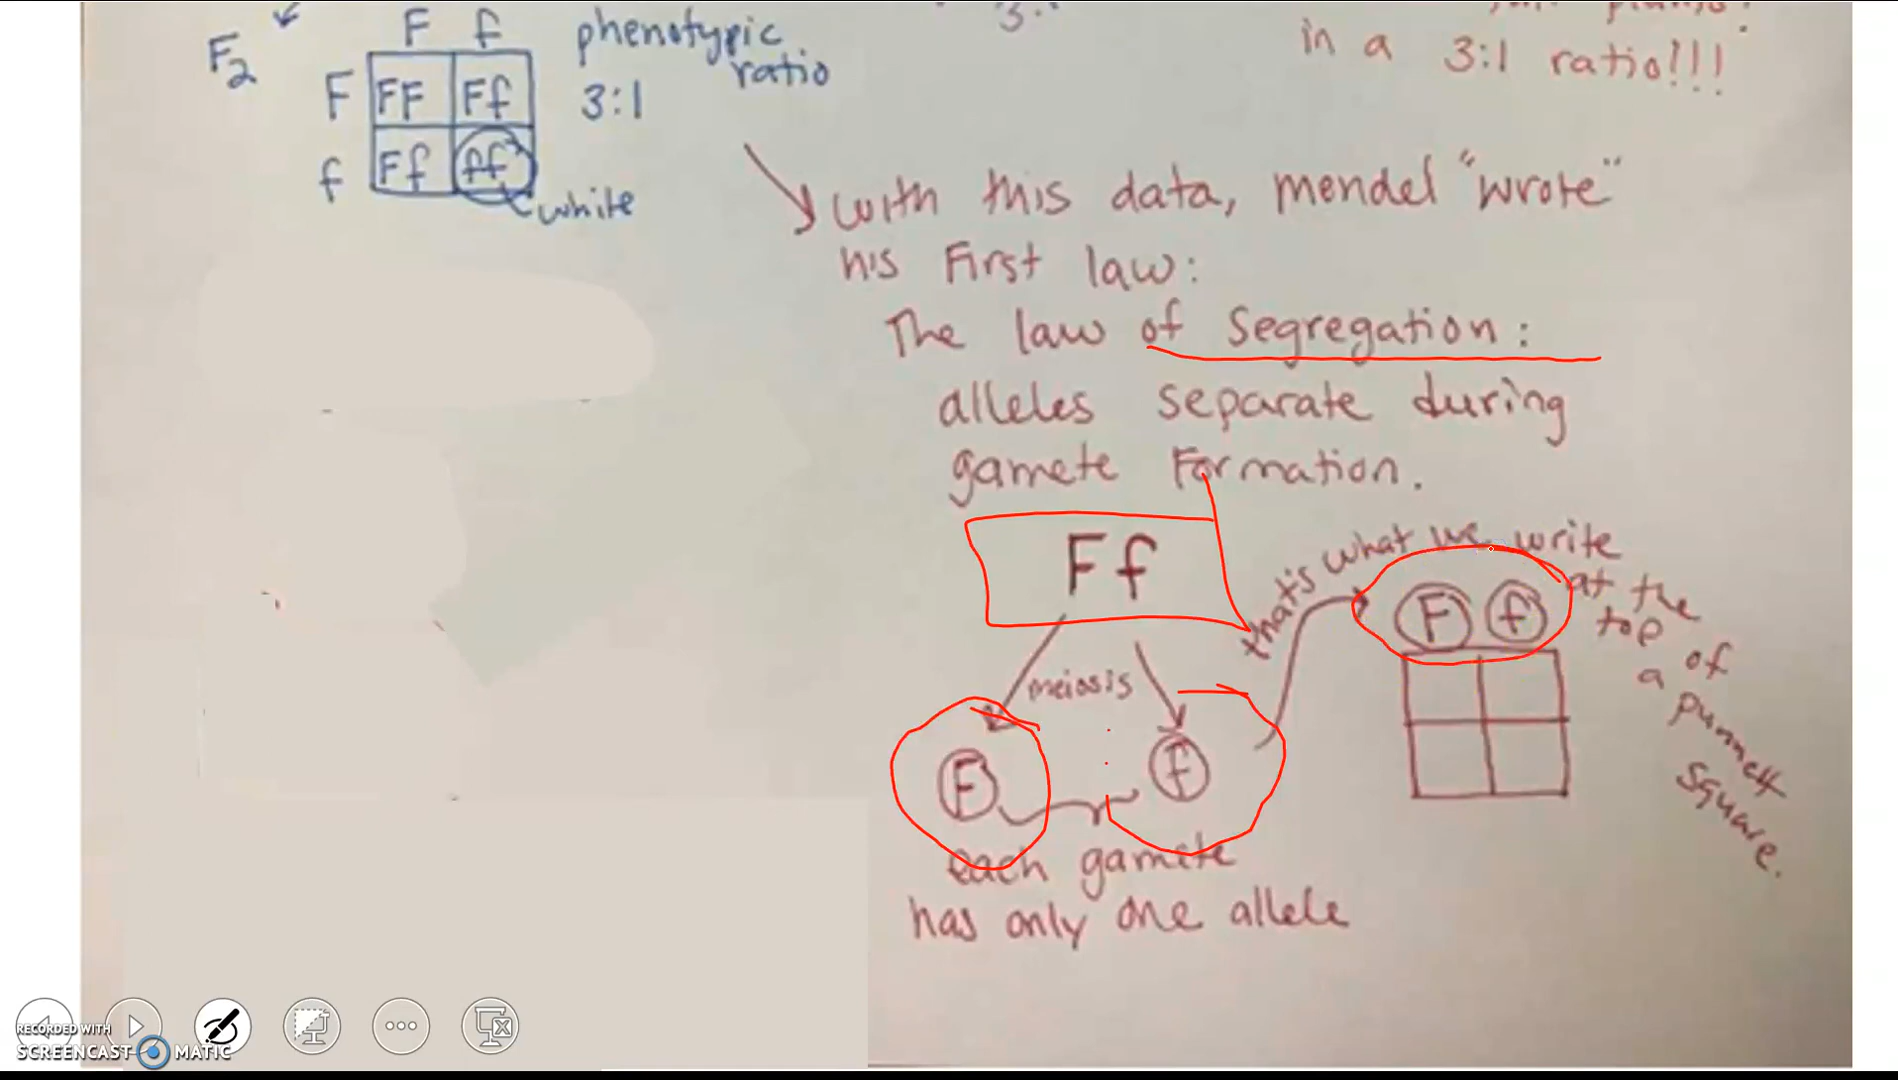 F2
F f
F FF Ff
f Ff ff
white
phenotypic
ratio
3:1
3:1
in a 3:1 ratio!!!
with this data, mendel "wrote"
his First law:
The law of Segregation:
alleles separate during
gamete Formation.
Ff
meiosis
F f
each gamete
has only one allele
that's what we write
at the
top of
a punnett
square.
F f
RECORDED WITH
SCREENCAST MATIC